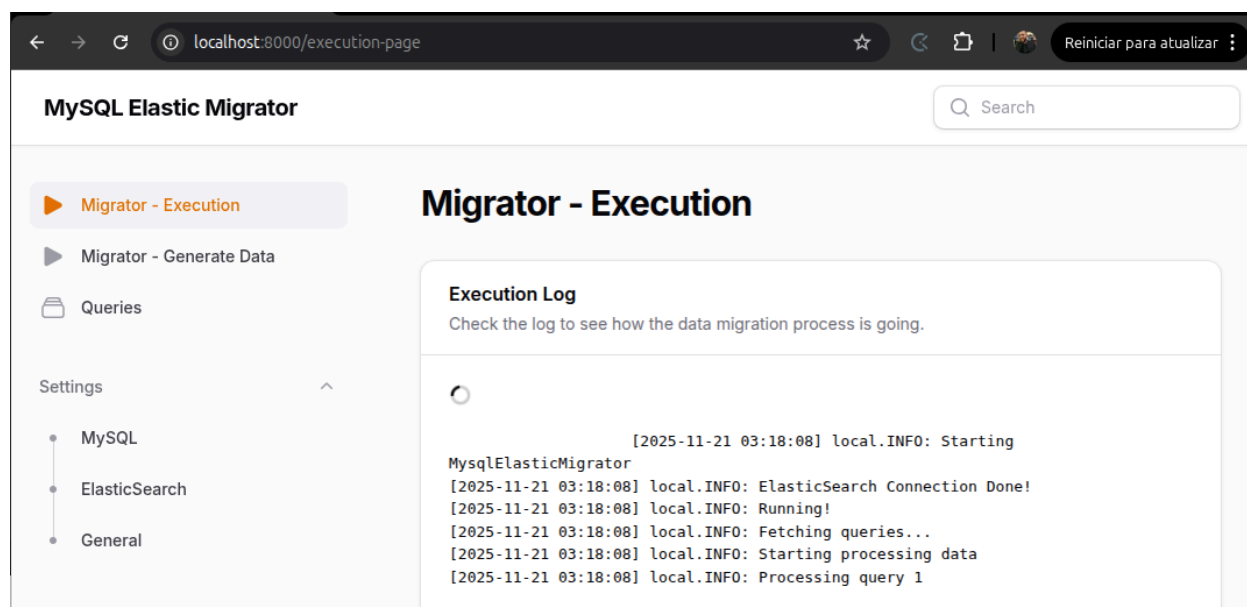 localhost:8000/execution-page
Reiniciar para atualizar
MySQL Elastic Migrator
Search
Migrator - Execution
Migrator - Generate Data
Queries
Settings
MySQL
ElasticSearch
General
Migrator - Execution
Execution Log
Check the log to see how the data migration process is going.
[2025-11-21 03:18:08] local.INFO: Starting
MysqlElasticMigrator
[2025-11-21 03:18:08] local.INFO: ElasticSearch Connection Done!
[2025-11-21 03:18:08] local.INFO: Running!
[2025-11-21 03:18:08] local.INFO: Fetching queries...
[2025-11-21 03:18:08] local.INFO: Starting processing data
[2025-11-21 03:18:08] local.INFO: Processing query 1